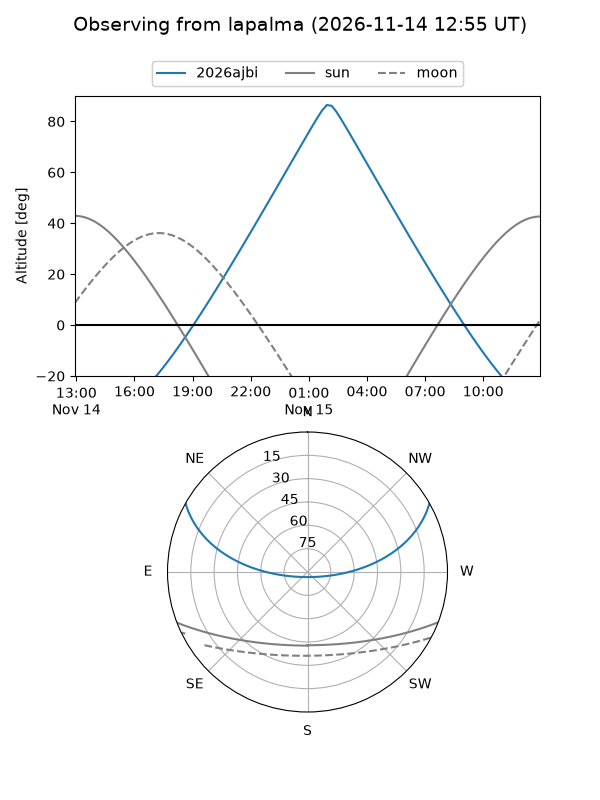 Observing from lapalma (2026-11-14 12:55 UT)
2026ajbi sun moon
Altitude [deg]
80
60
40
20
0
−20
13:00 16:00 19:00 22:00 01:00 04:00 07:00 10:00
Nov 14 Nov 15
N
NE NW
15
30
45
60
75
E W
SE SW
S